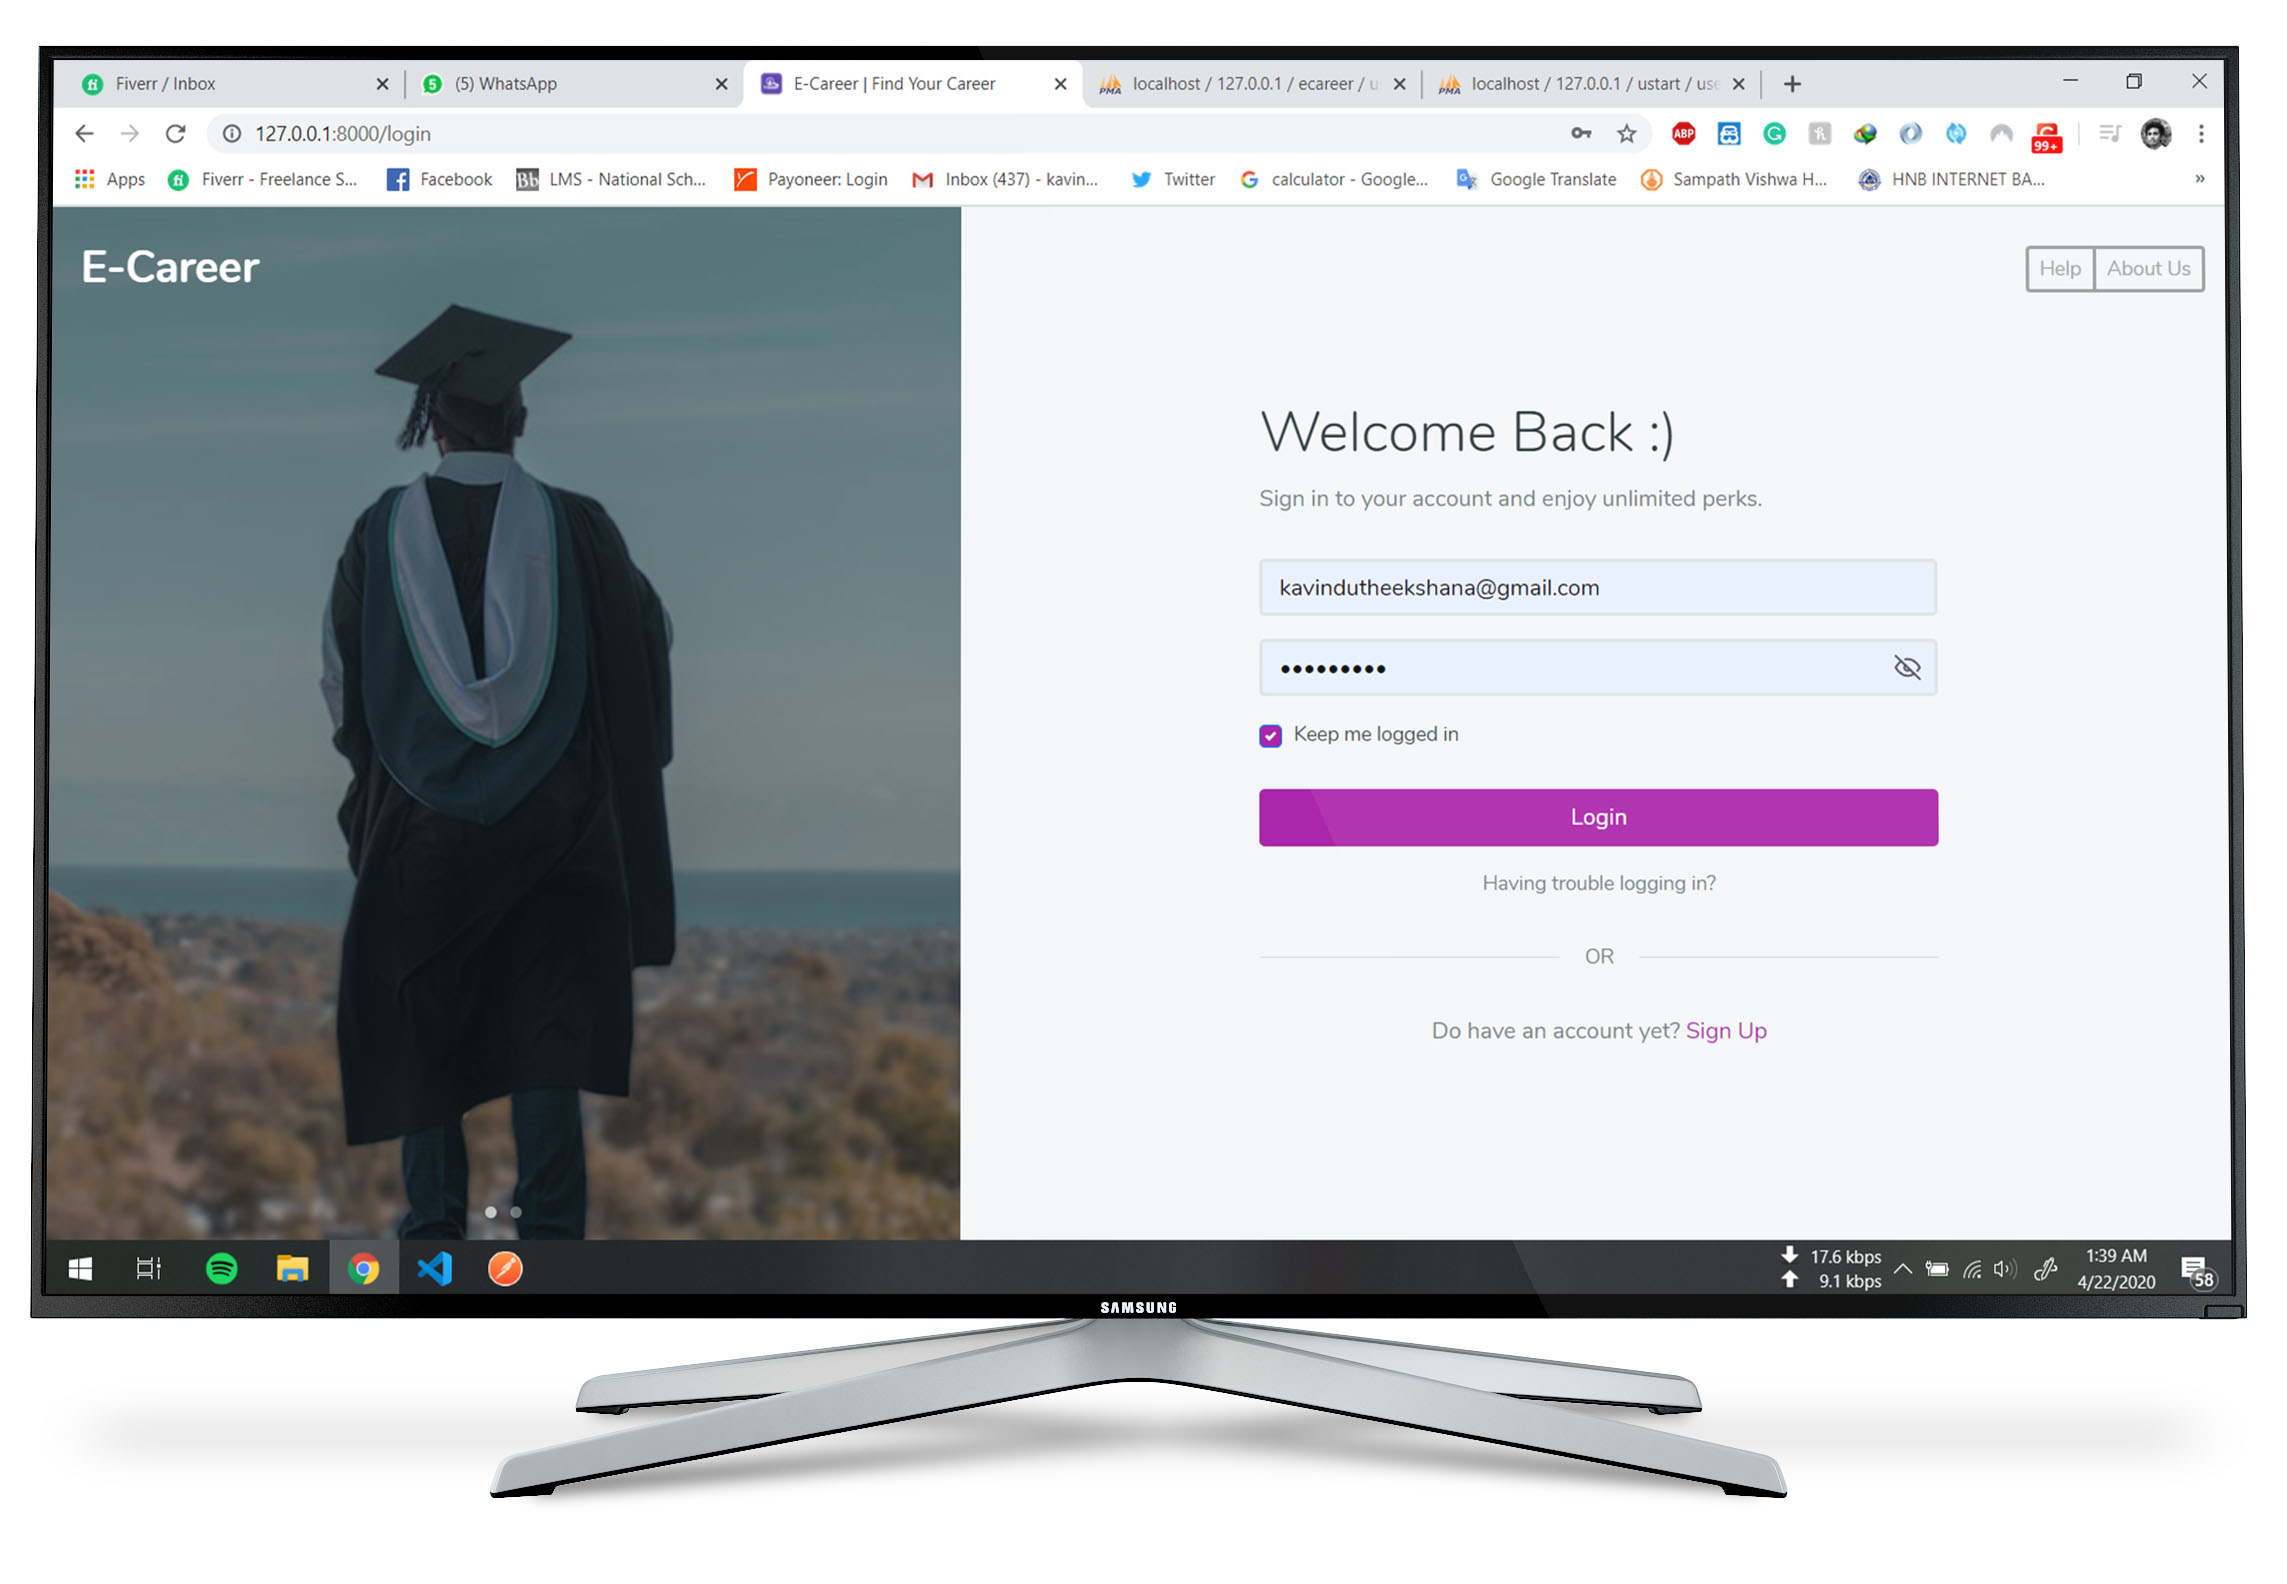 Fiverr / Inbox
(5) WhatsApp
E-Career | Find Your Career
localhost / 127.0.0.1 / ecareer / u
localhost / 127.0.0.1 / ustart / use
127.0.0.1:8000/login
ABP
99+
Apps
Fiverr - Freelance S...
Facebook
Bb LMS - National Sch...
Payoneer: Login
Inbox (437) - kavin...
Twitter
calculator - Google...
Google Translate
Sampath Vishwa H...
HNB INTERNET BA...
»
E-Career
Help
About Us
Welcome Back :)
Sign in to your account and enjoy unlimited perks.
kavindutheekshana@gmail.com
Keep me logged in
Login
Having trouble logging in?
OR
Do have an account yet? Sign Up
17.6 kbps
9.1 kbps
1:39 AM
4/22/2020
58
SAMSUNG